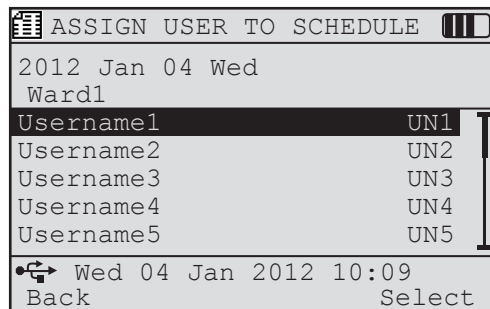 ASSIGN USER TO SCHEDULE
2012 Jan 04 Wed
Ward1
Username1 UN1
Username2 UN2
Username3 UN3
Username4 UN4
Username5 UN5
Wed 04 Jan 2012 10:09
Back Select